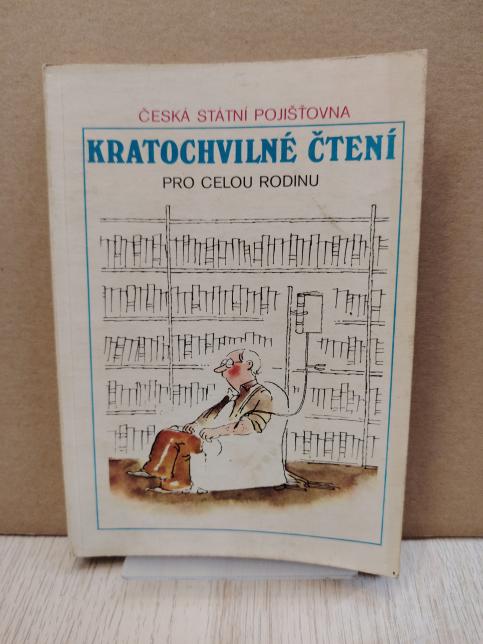 ČESKÁ STÁTNÍ POJIŠŤOVNA
KRATOCHVILNÉ ČTENÍ
PRO CELOU RODINU